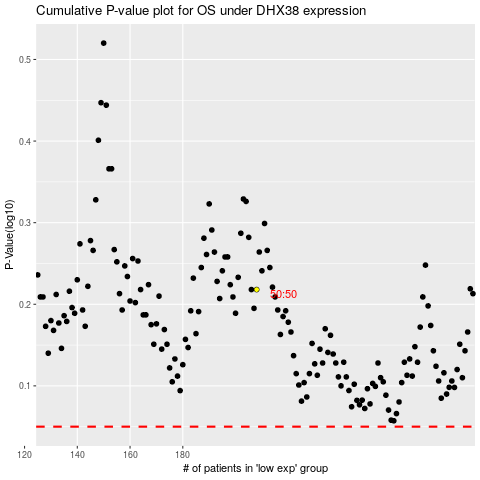 Cumulative P-value plot for OS under DHX38 expression
P-Value(log10)
0.5
0.4
0.3
0.2
0.1
50:50
120 140 160 180
# of patients in 'low exp' group